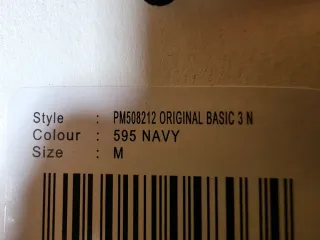 Style : PM508212 ORIGINAL BASIC 3 N
Colour : 595 NAVY
Size : M